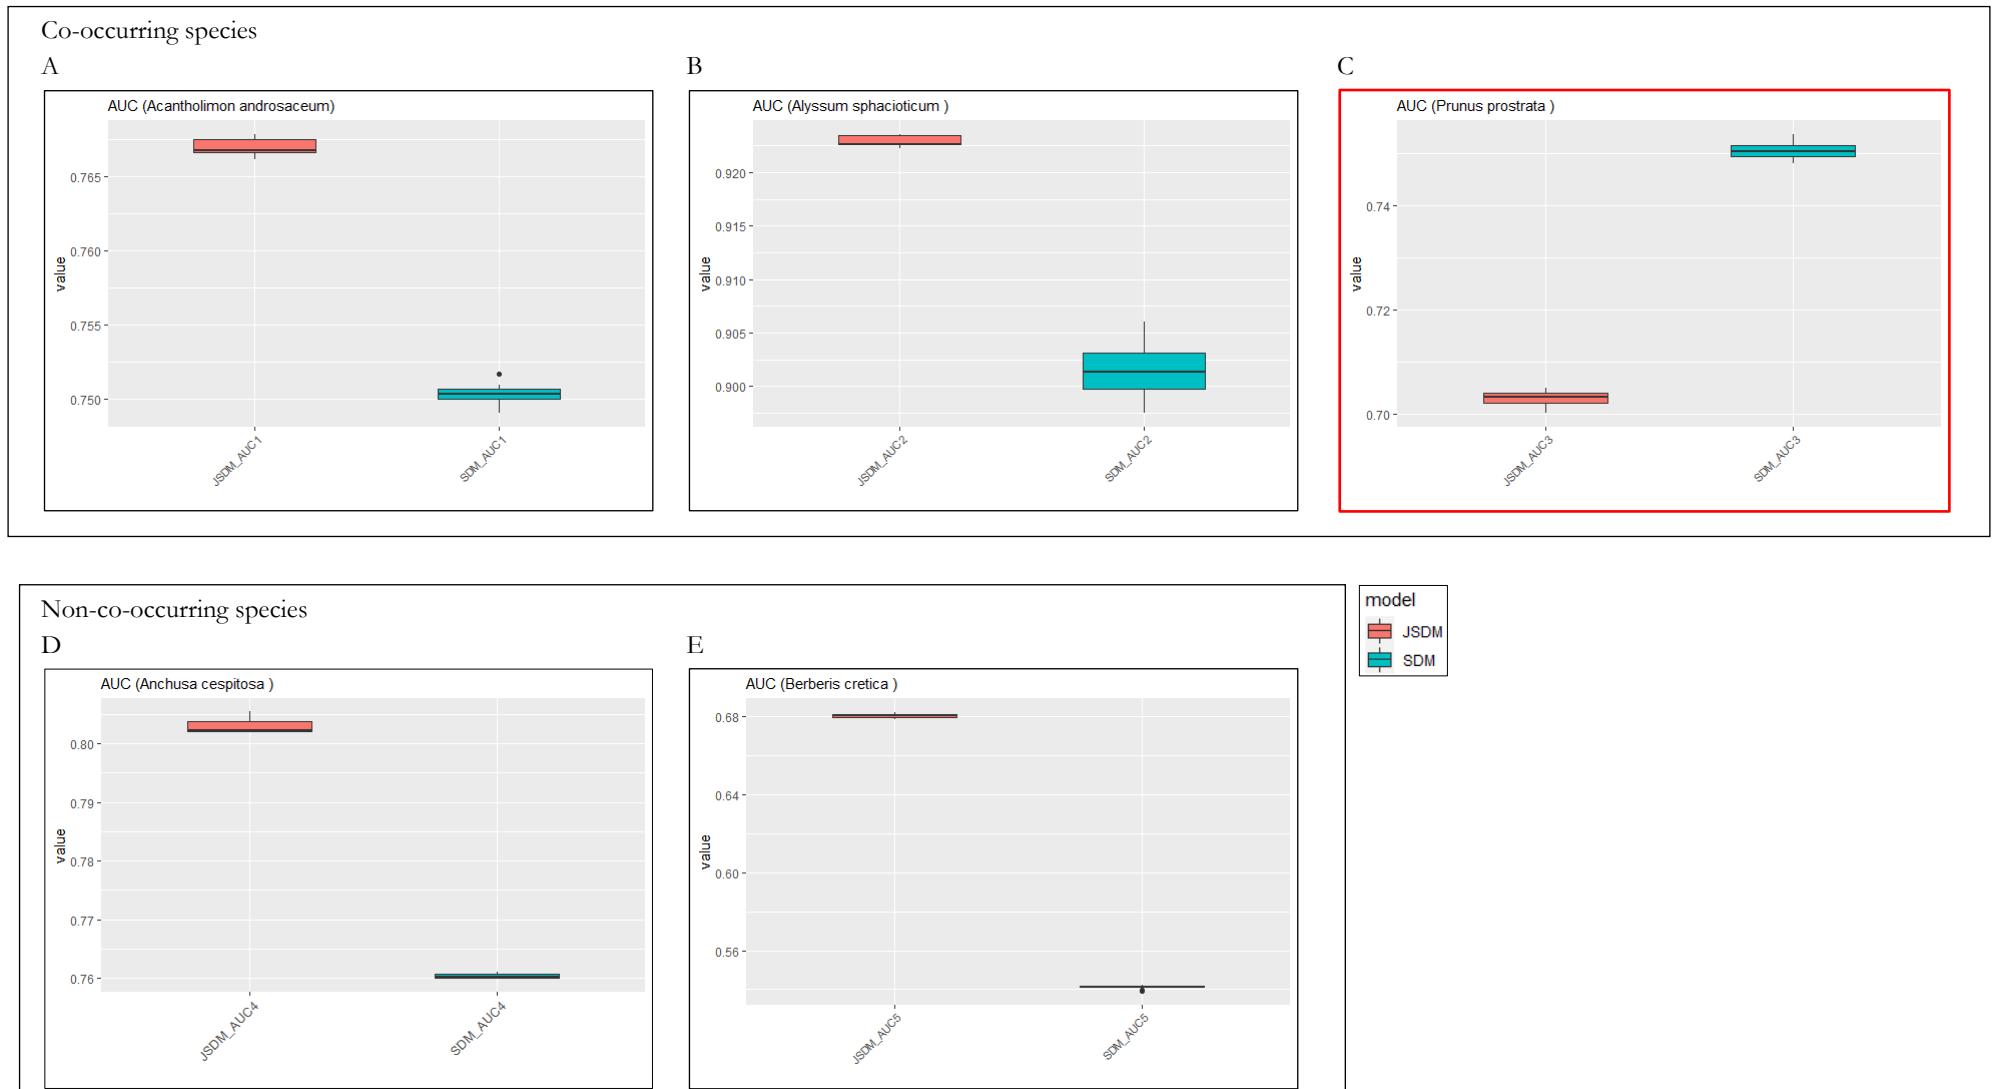 Co-occurring species
A
AUC (Acantholimon androsaceum)
value
0.765
0.760
0.755
0.750
JSDM_AUC1
SDM_AUC1
B
AUC (Alyssum sphacioticum )
value
0.920
0.915
0.910
0.905
0.900
JSDM_AUC2
SDM_AUC2
C
AUC (Prunus prostrata )
value
0.74
0.72
0.70
JSDM_AUC3
SDM_AUC3
Non-co-occurring species
D
AUC (Anchusa cespitosa )
value
0.80
0.79
0.78
0.77
0.76
JSDM_AUC4
SDM_AUC4
E
AUC (Berberis cretica )
value
0.68
0.64
0.60
0.56
JSDM_AUC5
SDM_AUC5
model
JSDM
SDM